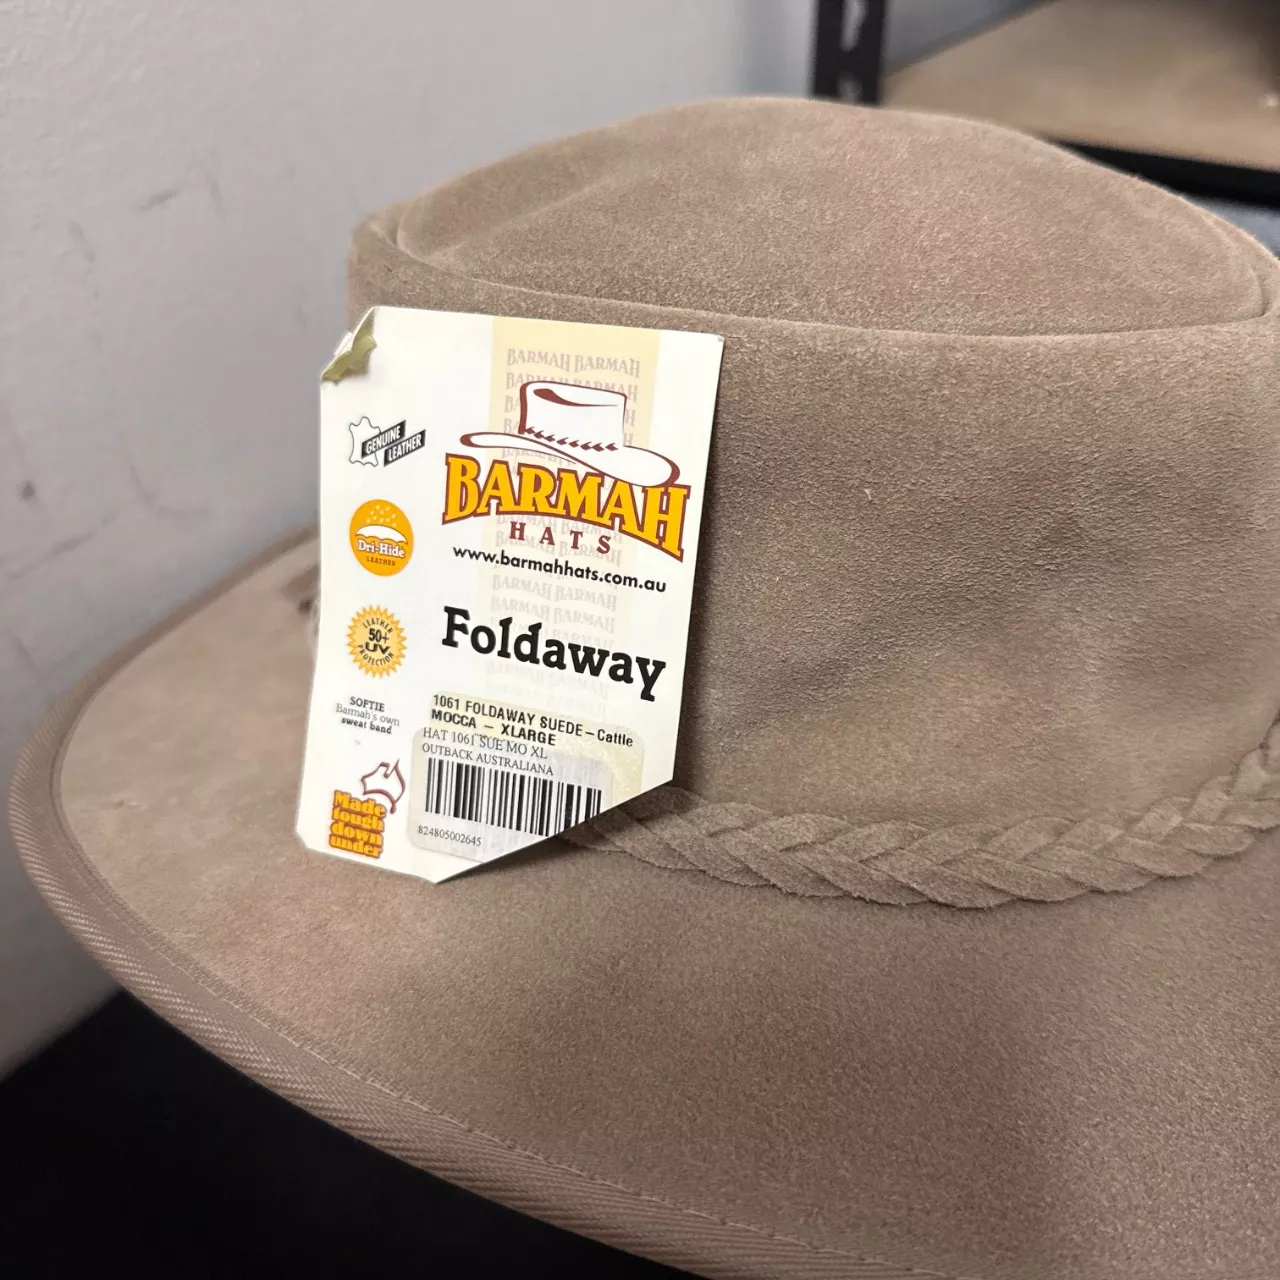 BARMAH BARMAH
GENUINE
LEATHER
BARMAH
HATS
www.barmahhats.com.au
Dri-Hide
LEATHER
Foldaway
LEATHER
50+
UV
PROTECTION
SOFTIE
Barmah's own
sweat band
1061 FOLDAWAY SUEDE – Cattle
MOCCA – XLARGE
HAT 1061 SUE MO XL
OUTBACK AUSTRALIANA
824805002645
Made
tough
down
under